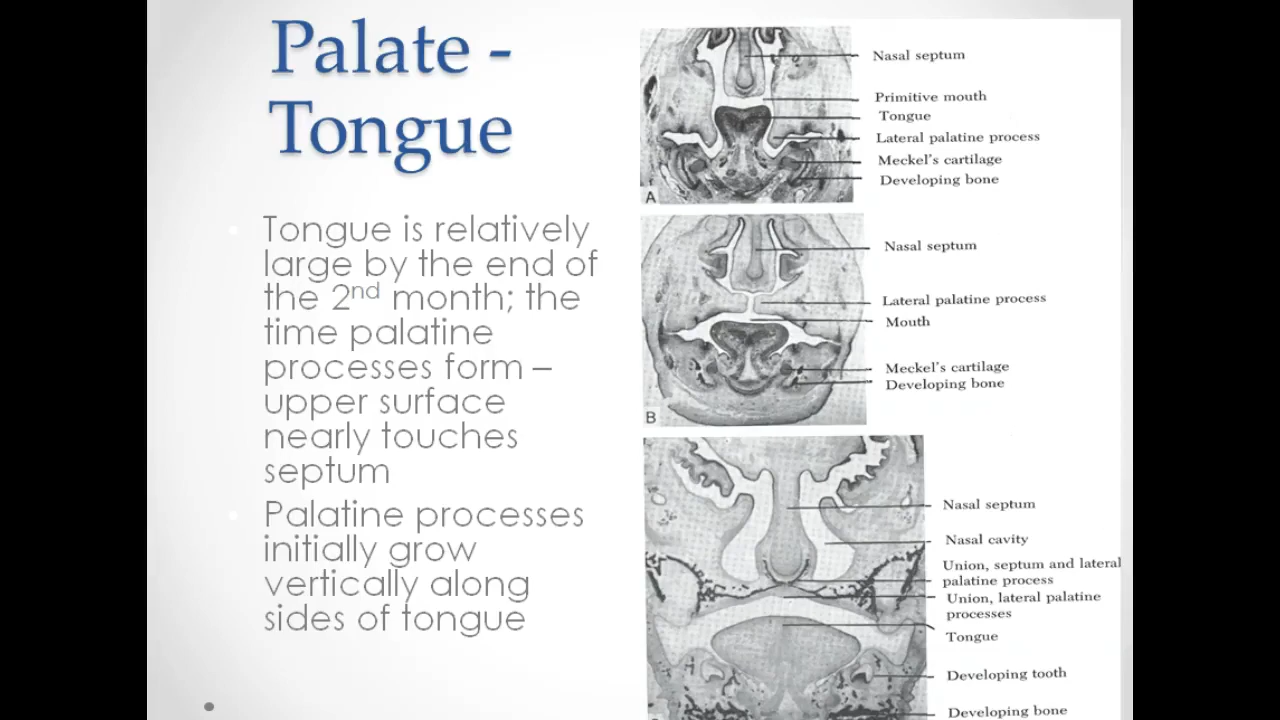 Palate -
Tongue
Tongue is relatively
large by the end of
the 2nd month; the
time palatine
processes form –
upper surface
nearly touches
septum
Palatine processes
initially grow
vertically along
sides of tongue
Nasal septum
Primitive mouth
Tongue
Lateral palatine process
Meckel's cartilage
Developing bone
A
Nasal septum
Lateral palatine process
Mouth
Meckel's cartilage
Developing bone
B
Nasal septum
Nasal cavity
Union, septum and lateral
palatine process
Union, lateral palatine
processes
Tongue
Developing tooth
Developing bone